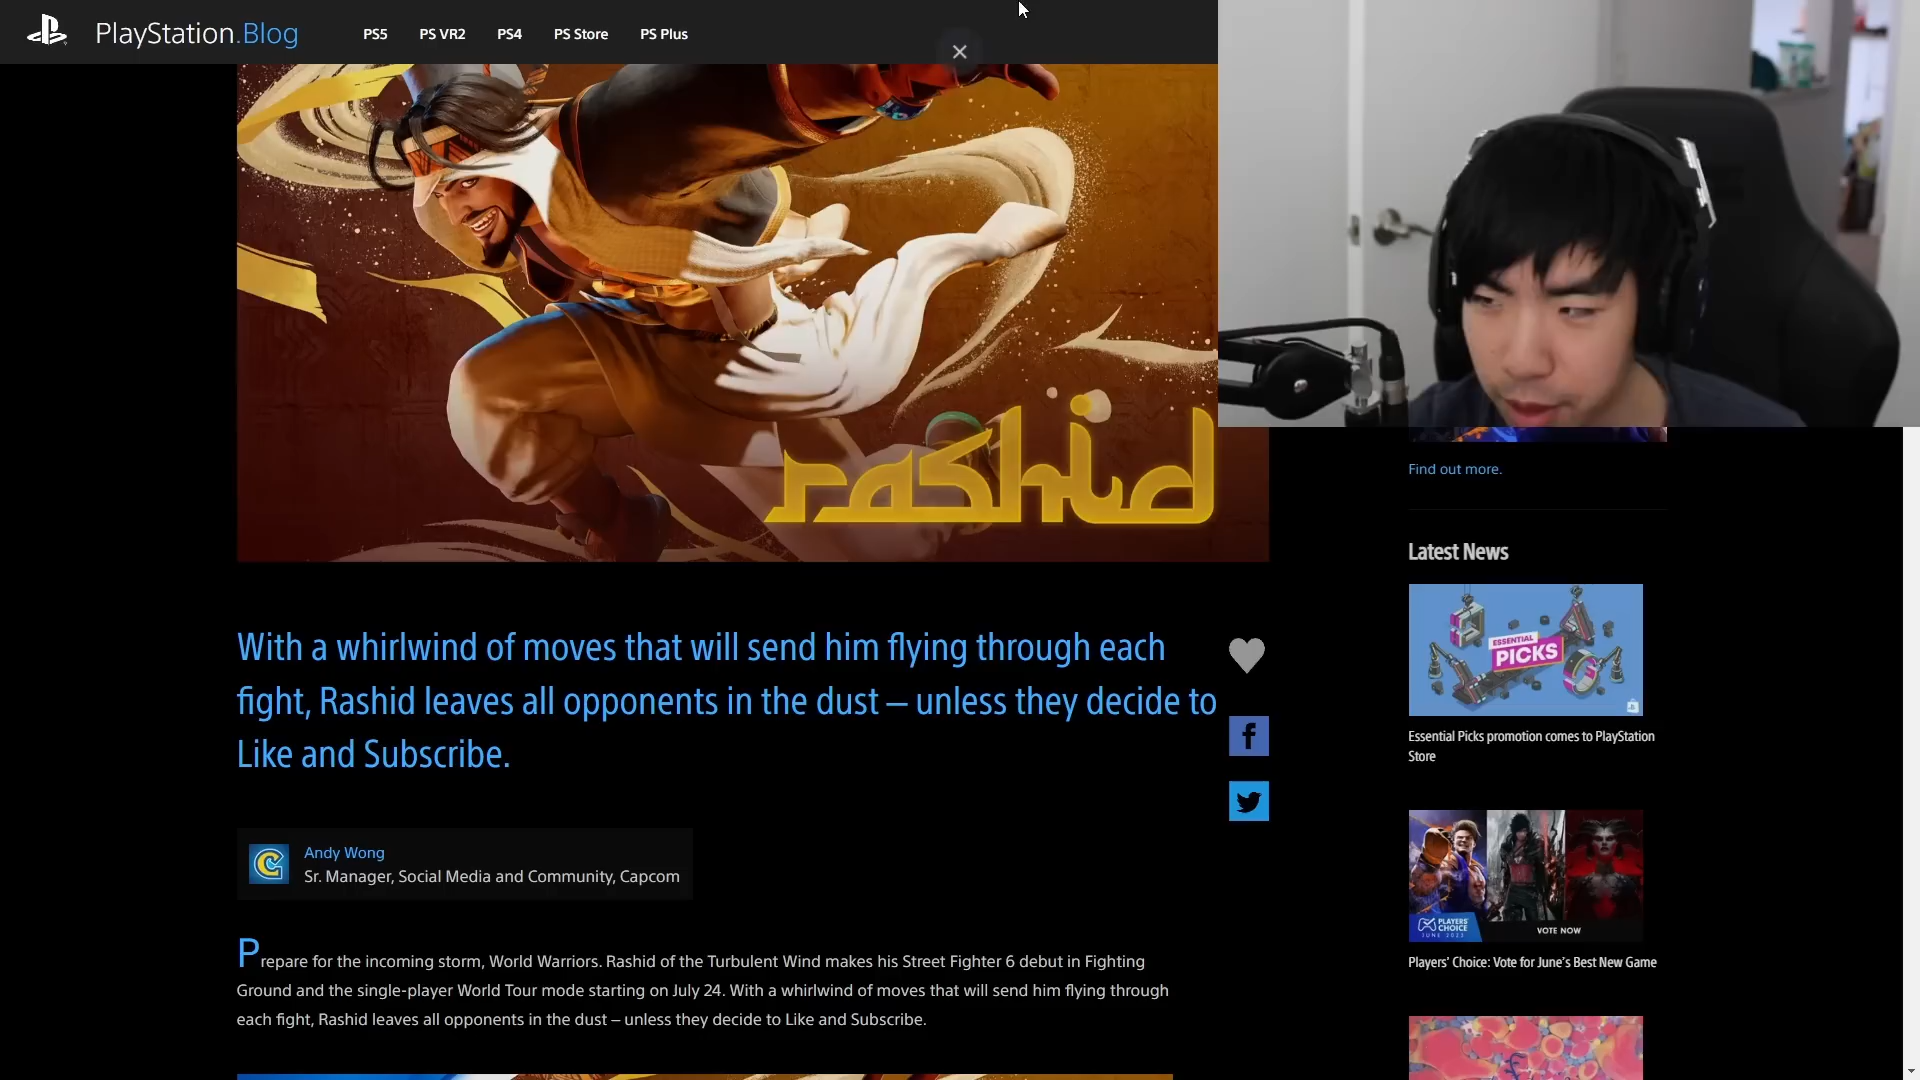 PlayStation.Blog
PS5
PS VR2
PS4
PS Store
PS Plus
rashid
With a whirlwind of moves that will send him flying through each
fight, Rashid leaves all opponents in the dust – unless they decide to
Like and Subscribe.
Andy Wong
Sr. Manager, Social Media and Community, Capcom
Prepare for the incoming storm, World Warriors. Rashid of the Turbulent Wind makes his Street Fighter 6 debut in Fighting
Ground and the single-player World Tour mode starting on July 24. With a whirlwind of moves that will send him flying through
each fight, Rashid leaves all opponents in the dust – unless they decide to Like and Subscribe.
Find out more.
Latest News
ESSENTIAL
PICKS
Essential Picks promotion comes to PlayStation
Store
PLAYERS'
CHOICE
JUNE 2023
VOTE NOW
Players' Choice: Vote for June's Best New Game